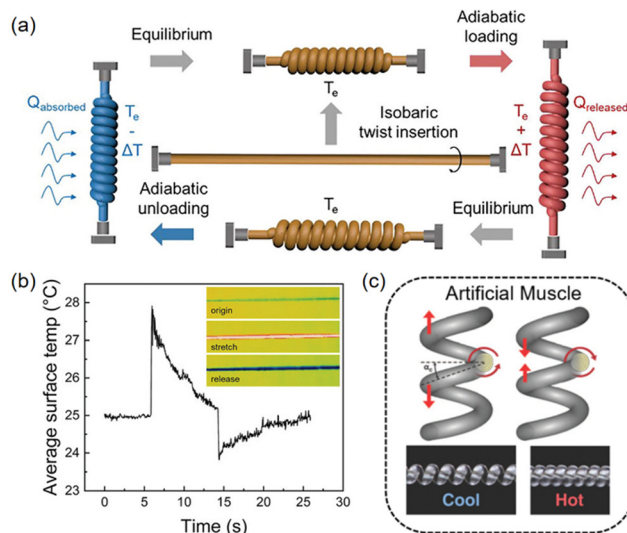 (a)
Equilibrium
Adiabatic
loading
Te
Qabsorbed
Te
-
ΔT
Isobaric
twist insertion
Qreleased
Te
+
ΔT
Adiabatic
unloading
Te
Equilibrium
(b)
Average surface temp (°C)
28
27
26
25
24
23
origin
stretch
release
0 5 10 15 20 25 30
Time (s)
(c)
Artificial Muscle
αc
Cool
Hot